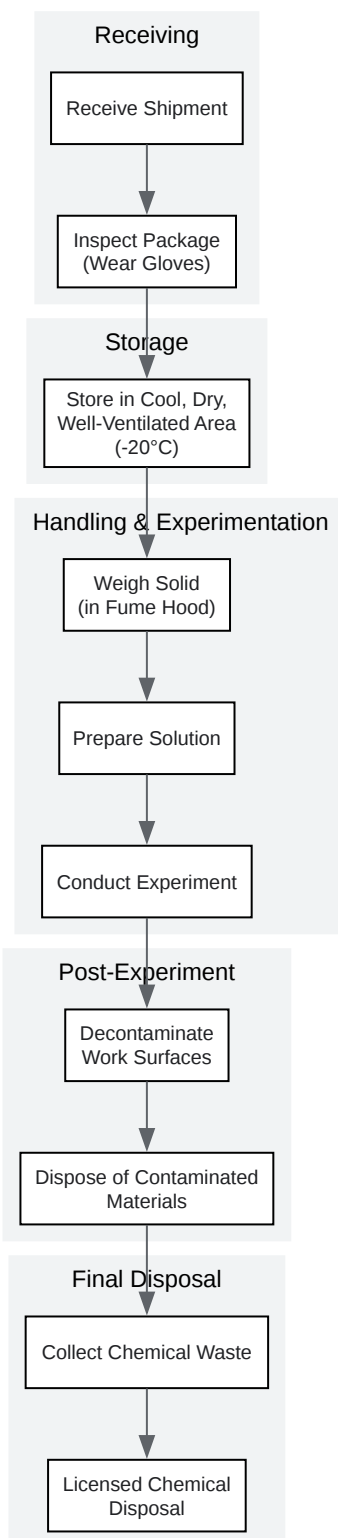 Receiving
Receive Shipment
Inspect Package
(Wear Gloves)
Storage
Store in Cool, Dry,
Well-Ventilated Area
(-20°C)
Handling & Experimentation
Weigh Solid
(in Fume Hood)
Prepare Solution
Conduct Experiment
Post-Experiment
Decontaminate
Work Surfaces
Dispose of Contaminated
Materials
Final Disposal
Collect Chemical Waste
Licensed Chemical
Disposal